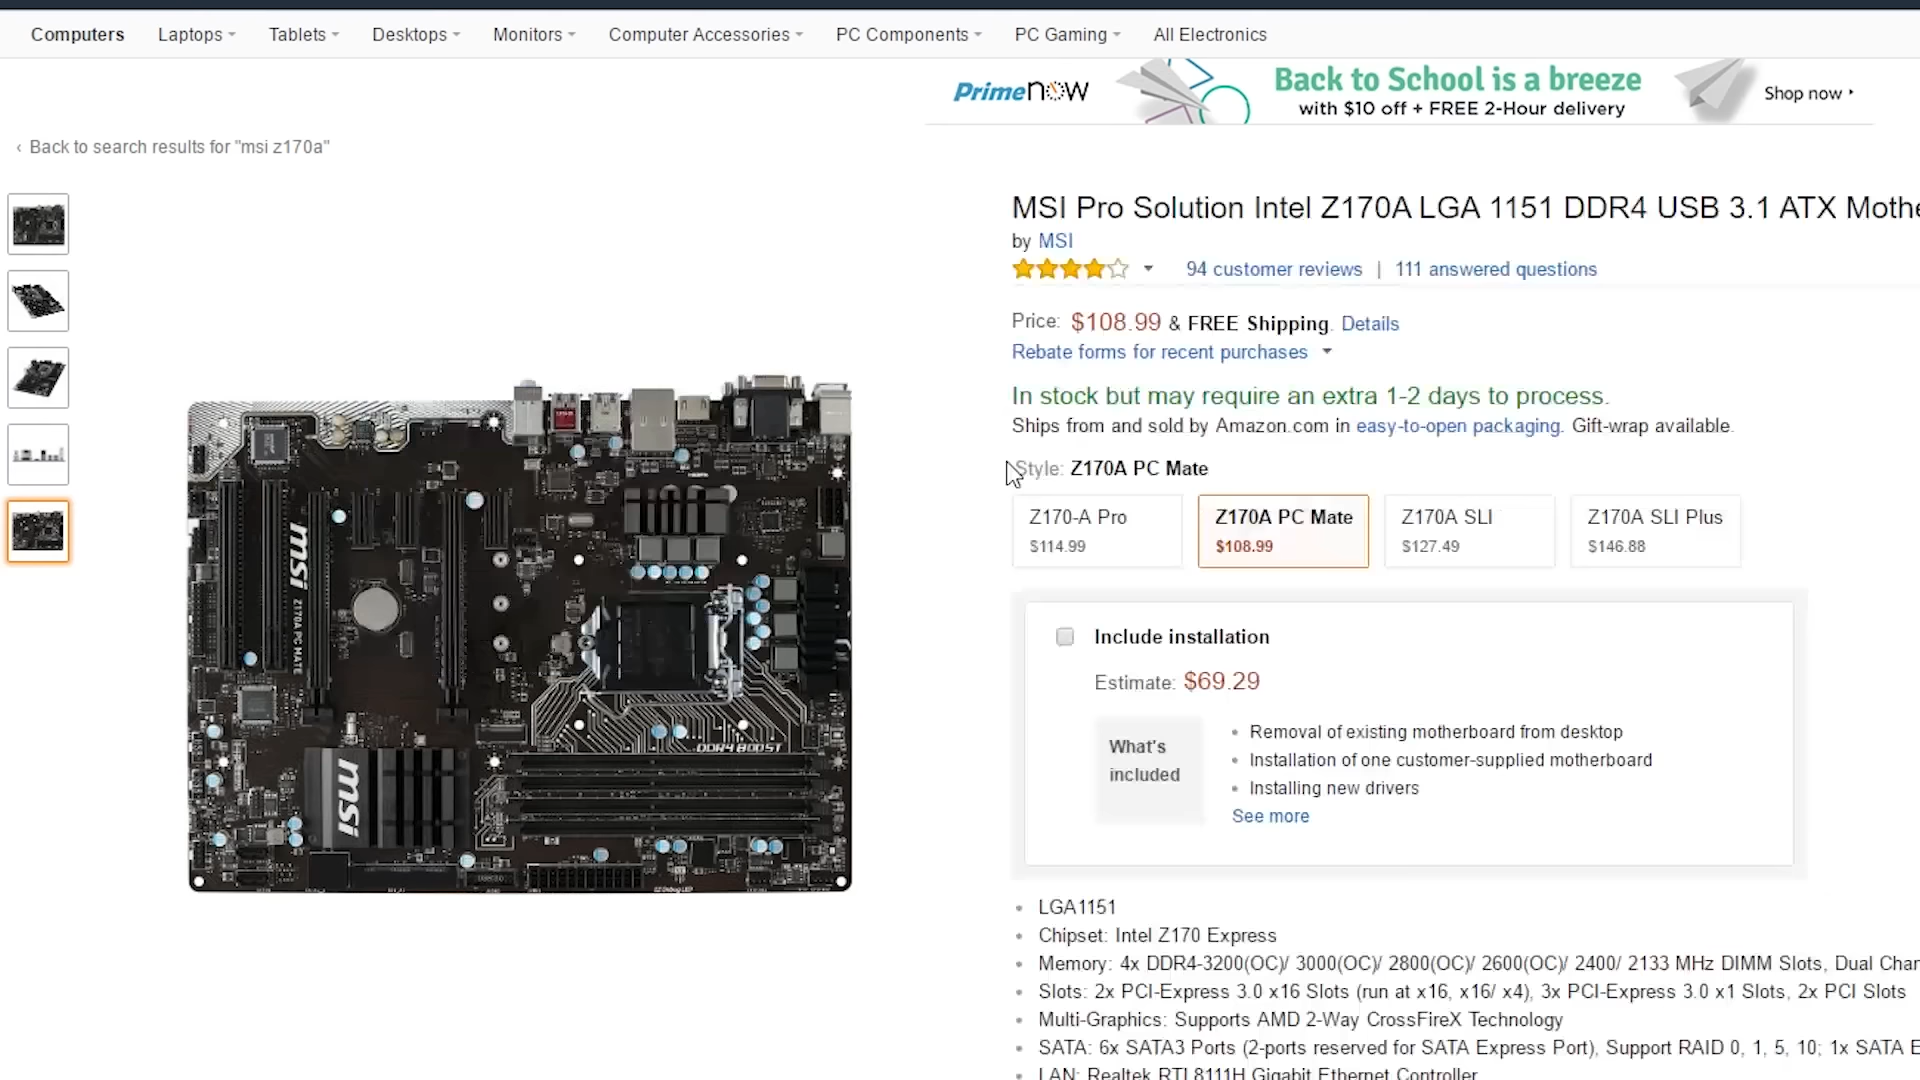 Computers Laptops Tablets Desktops Monitors Computer Accessories PC Components PC Gaming All Electronics
PrimeNOW
Back to School is a breeze
with $10 off + FREE 2-Hour delivery
Shop now
‹ Back to search results for "msi z170a"
MSI Pro Solution Intel Z170A LGA 1151 DDR4 USB 3.1 ATX Mothe
by MSI
94 customer reviews | 111 answered questions
Price: $108.99 & FREE Shipping. Details
Rebate forms for recent purchases
In stock but may require an extra 1-2 days to process.
Ships from and sold by Amazon.com in easy-to-open packaging. Gift-wrap available.
Style: Z170A PC Mate
Z170-A Pro
$114.99
Z170A PC Mate
$108.99
Z170A SLI
$127.49
Z170A SLI Plus
$146.88
Include installation
Estimate: $69.29
What's
included
• Removal of existing motherboard from desktop
• Installation of one customer-supplied motherboard
• Installing new drivers
See more
• LGA1151
• Chipset: Intel Z170 Express
• Memory: 4x DDR4-3200(OC)/ 3000(OC)/ 2800(OC)/ 2600(OC)/ 2400/ 2133 MHz DIMM Slots, Dual Chan
• Slots: 2x PCI-Express 3.0 x16 Slots (run at x16, x16/ x4), 3x PCI-Express 3.0 x1 Slots, 2x PCI Slots
• Multi-Graphics: Supports AMD 2-Way CrossFireX Technology
• SATA: 6x SATA3 Ports (2-ports reserved for SATA Express Port), Support RAID 0, 1, 5, 10; 1x SATA E
• LAN: Realtek RTL8111H Gigabit Ethernet Controller
msi Z170A PC MATE
DDR4 BOOST
msi